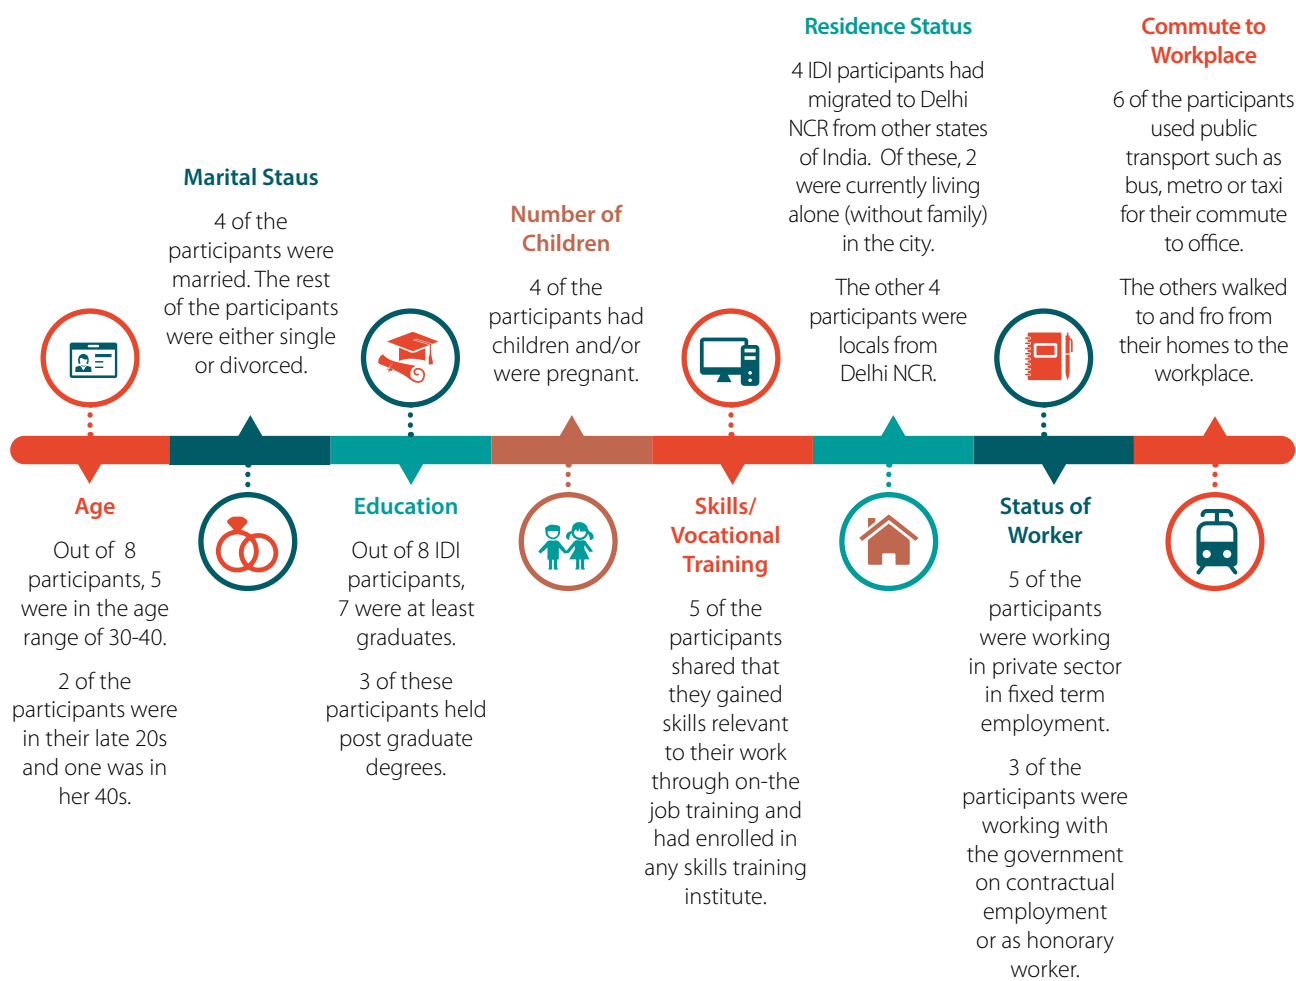 Age
Out of  8
participants, 5
were in the age
range of 30-40.
2 of the
participants were
in their late 20s
and one was in
her 40s.
Marital Staus
4 of the
participants were
married. The rest
of the participants
were either single
or divorced.
Education
Out of 8 IDI
participants,
7 were at least
graduates.
3 of these
participants held
post graduate
degrees.
Number of
Children
4 of the
participants had
children and/or
were pregnant.
Skills/
Vocational
Training
5 of the
participants
shared that
they gained
skills relevant
to their work
through on-the
job training and
had enrolled in
any skills training
institute.
Residence Status
4 IDI participants had
migrated to Delhi
NCR from other states
of India.  Of these, 2
were currently living
alone (without family)
in the city.
The other 4
participants were
locals from
Delhi NCR.
Status of
Worker
5 of the
participants
were working
in private sector
in fixed term
employment.
3 of the
participants were
working with
the government
on contractual
employment
or as honorary
worker.
Commute to
Workplace
6 of the participants
used public
transport such as
bus, metro or taxi
for their commute
to office.
The others walked
to and fro from
their homes to the
workplace.